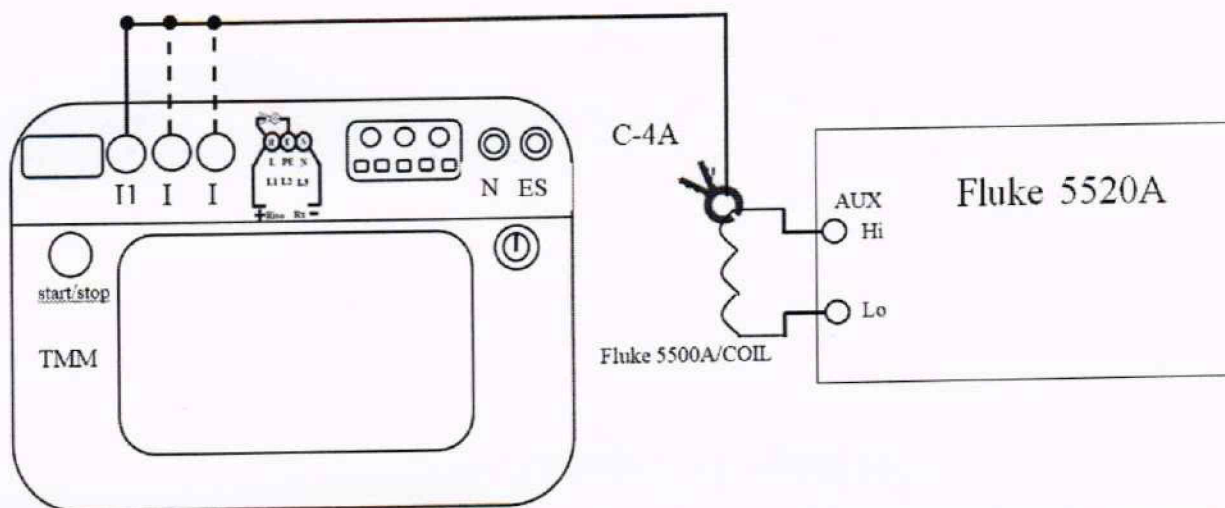 C-4A
Fluke 5520A
AUX
Hi
Lo
Fluke 5500A/COIL
I1 I I
L PE N
L1 L2 L3
+ Riso Rx -
N ES
start/stop
TMM